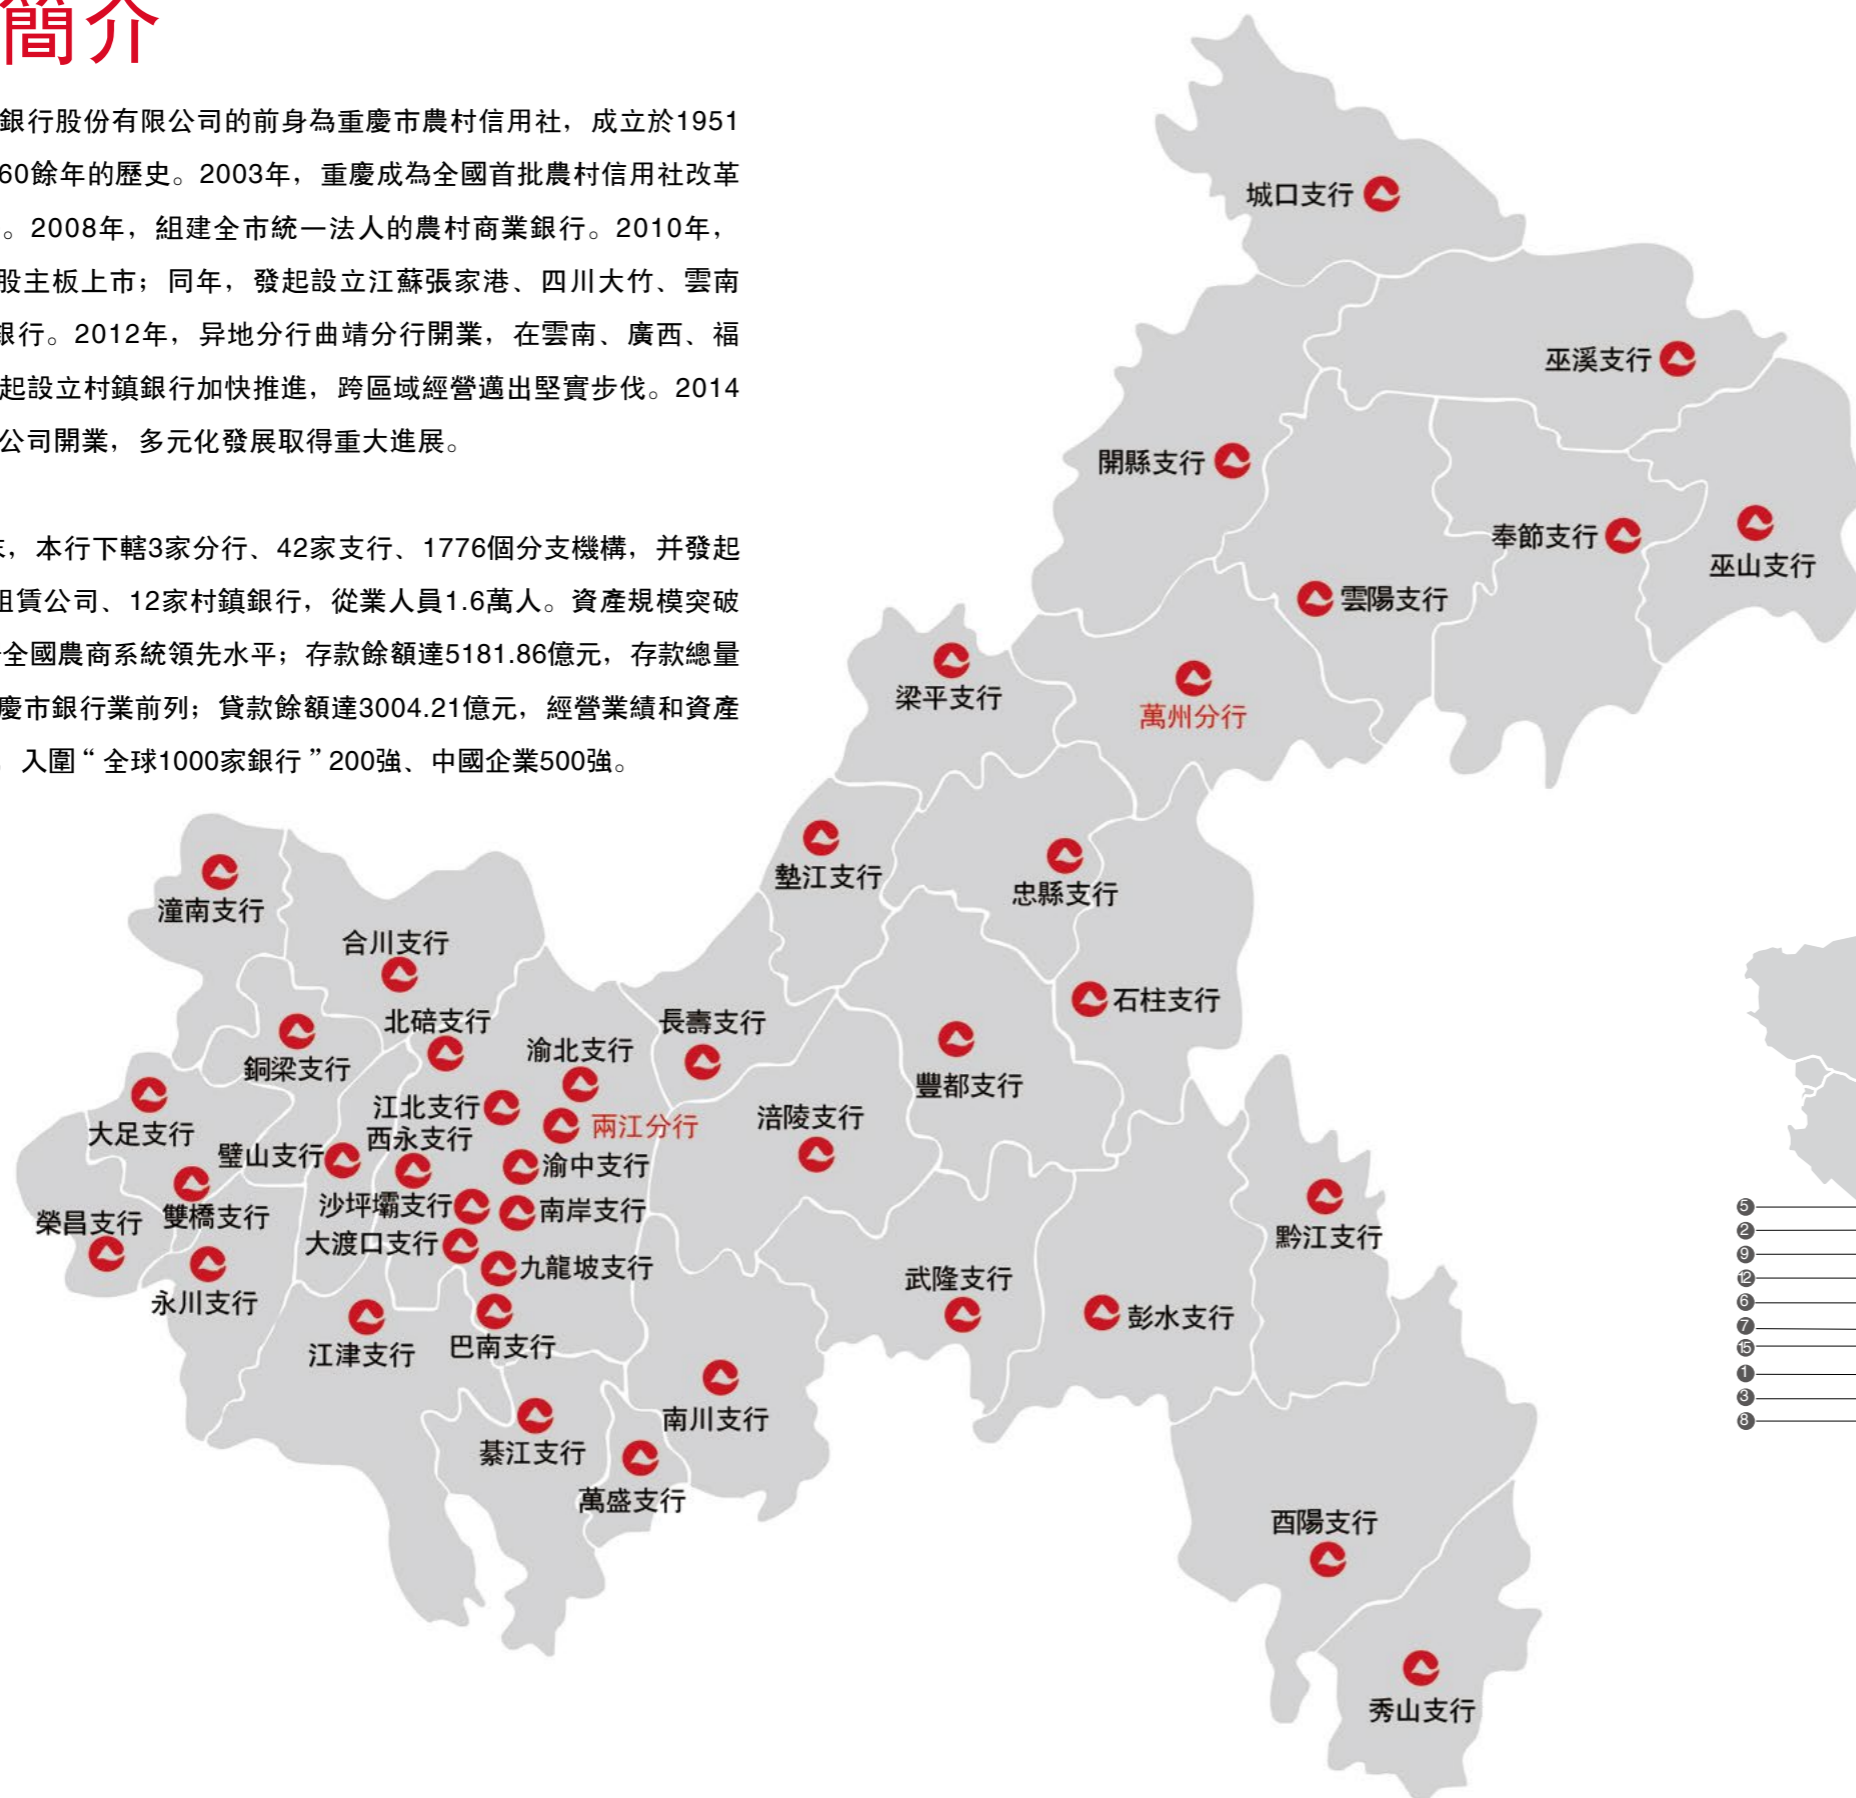 簡介
銀行股份有限公司的前身為重慶市農村信用社，成立於1951
60餘年的歷史。2003年，重慶成為全國首批農村信用社改革
。2008年，組建全市統一法人的農村商業銀行。2010年，
股主板上市；同年，發起設立江蘇張家港、四川大竹、雲南
銀行。2012年，异地分行曲靖分行開業，在雲南、廣西、福
起設立村鎮銀行加快推進，跨區域經營邁出堅實步伐。2014
公司開業，多元化發展取得重大進展。
，本行下轄3家分行、42家支行、1776個分支機構，并發起
租賃公司、12家村鎮銀行，從業人員1.6萬人。資產規模突破
全國農商系統領先水平；存款餘額達5181.86億元，存款總量
慶市銀行業前列；貸款餘額達3004.21億元，經營業績和資產
，入圍“全球1000家銀行”200強、中國企業500強。
城口支行
巫溪支行
開縣支行
奉節支行
巫山支行
雲陽支行
梁平支行
萬州分行
墊江支行
忠縣支行
潼南支行
合川支行
石柱支行
北碚支行
長壽支行
渝北支行
銅梁支行
豐都支行
江北支行
兩江分行
涪陵支行
大足支行
西永支行
璧山支行
渝中支行
沙坪壩支行
南岸支行
榮昌支行
雙橋支行
黔江支行
大渡口支行
九龍坡支行
武隆支行
永川支行
彭水支行
江津支行
巴南支行
南川支行
綦江支行
萬盛支行
酉陽支行
秀山支行
5
2
9
12
6
7
15
1
3
8